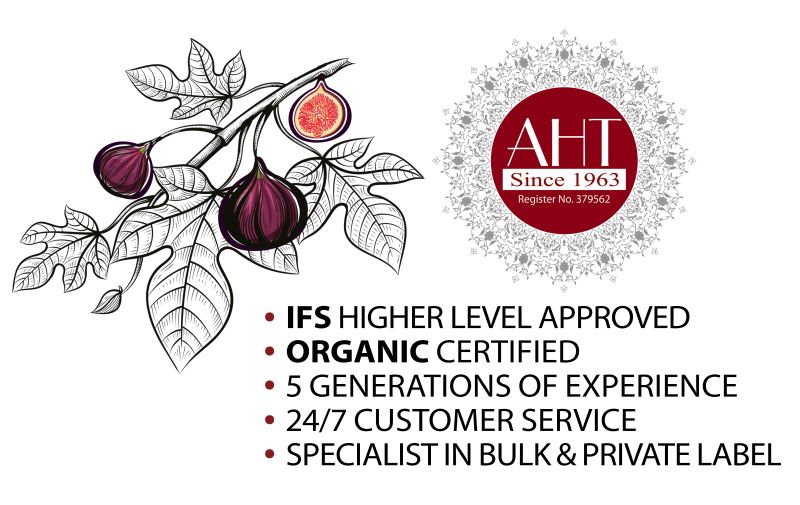 AHT
Since 1963
Register No. 379562
• IFS HIGHER LEVEL APPROVED
• ORGANIC CERTIFIED
• 5 GENERATIONS OF EXPERIENCE
• 24/7 CUSTOMER SERVICE
• SPECIALIST IN BULK & PRIVATE LABEL